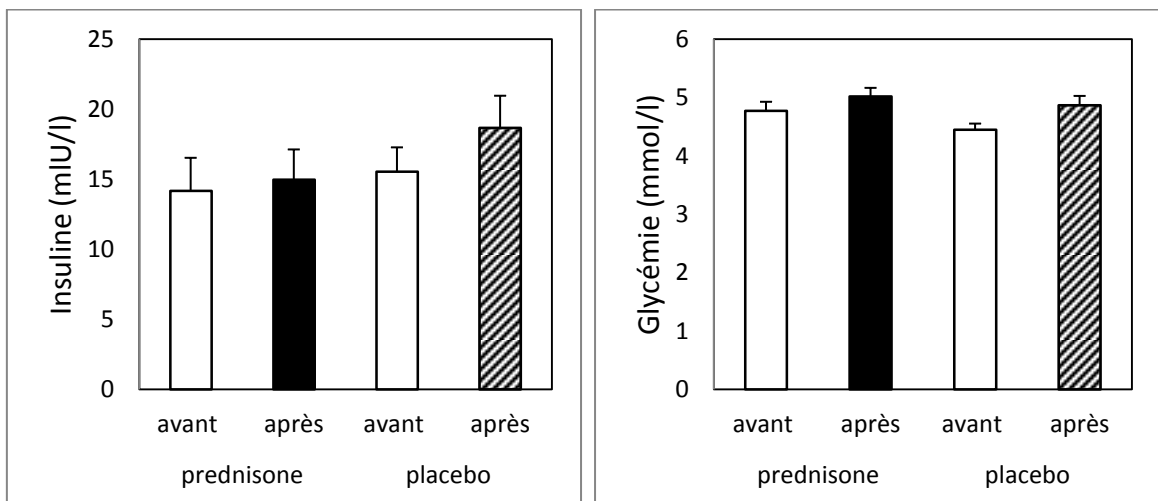 Insuline (mIU/l)
25
20
15
10
5
0
avant après avant après
prednisone placebo
Glycémie (mmol/l)
6
5
4
3
2
1
0
avant après avant après
prednisone placebo